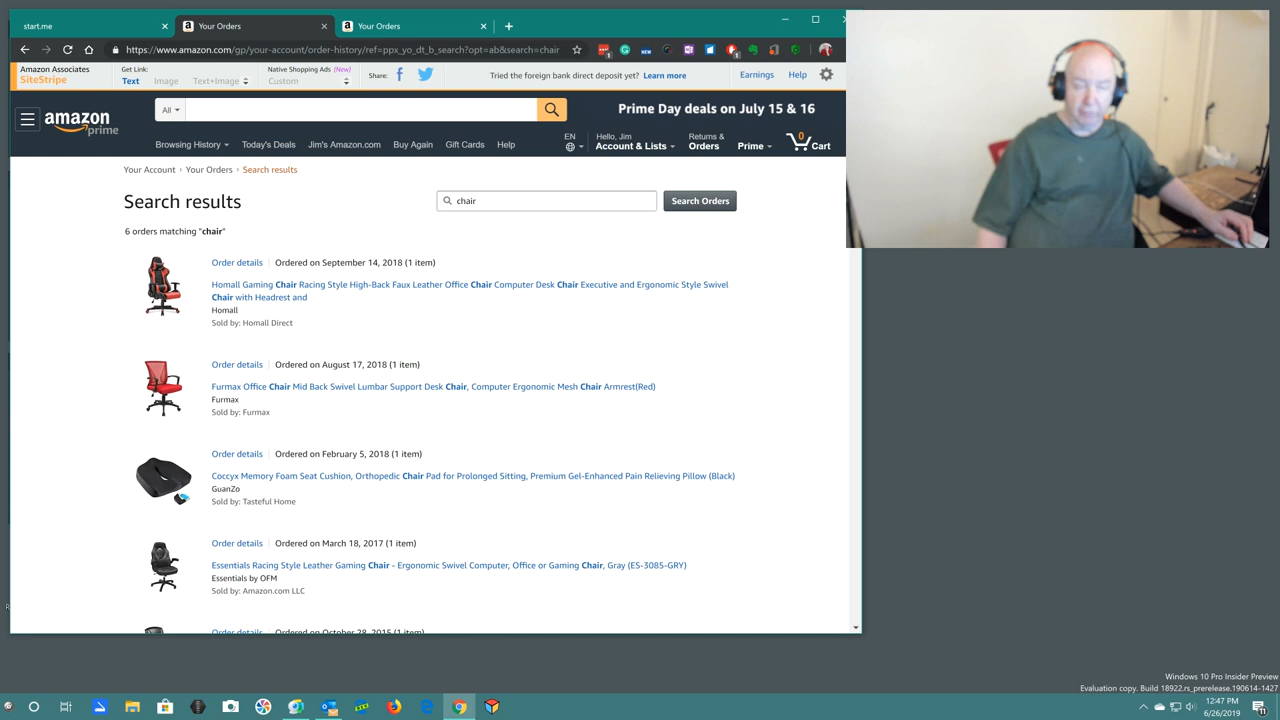 start.me
Your Orders
Your Orders
https://www.amazon.com/gp/your-account/order-history/ref=ppx_yo_dt_b_search?opt=ab&search=chair
Amazon Associates
SiteStripe
Get Link:
Text
Image
Text+Image
Native Shopping Ads (New)
Custom
Share:
Tried the foreign bank direct deposit yet? Learn more
Earnings
Help
amazon
prime
All
Prime Day deals on July 15 & 16
Browsing History
Today's Deals
Jim's Amazon.com
Buy Again
Gift Cards
Help
EN
Hello, Jim
Account & Lists
Returns &
Orders
Prime
0
Cart
Your Account › Your Orders › Search results
Search results
chair
Search Orders
6 orders matching "chair"
Order details
Ordered on September 14, 2018 (1 item)
Homall Gaming Chair Racing Style High-Back Faux Leather Office Chair Computer Desk Chair Executive and Ergonomic Style Swivel
Chair with Headrest and
Homall
Sold by: Homall Direct
Order details
Ordered on August 17, 2018 (1 item)
Furmax Office Chair Mid Back Swivel Lumbar Support Desk Chair, Computer Ergonomic Mesh Chair Armrest(Red)
Furmax
Sold by: Furmax
Order details
Ordered on February 5, 2018 (1 item)
Coccyx Memory Foam Seat Cushion, Orthopedic Chair Pad for Prolonged Sitting, Premium Gel-Enhanced Pain Relieving Pillow (Black)
GuanZo
Sold by: Tasteful Home
Order details
Ordered on March 18, 2017 (1 item)
Essentials Racing Style Leather Gaming Chair - Ergonomic Swivel Computer, Office or Gaming Chair, Gray (ES-3085-GRY)
Essentials by OFM
Sold by: Amazon.com LLC
Order details
Ordered on October 28, 2015 (1 item)
Windows 10 Pro Insider Preview
Evaluation copy. Build 18922.rs_prerelease.190614-1427
12:47 PM
6/26/2019
11